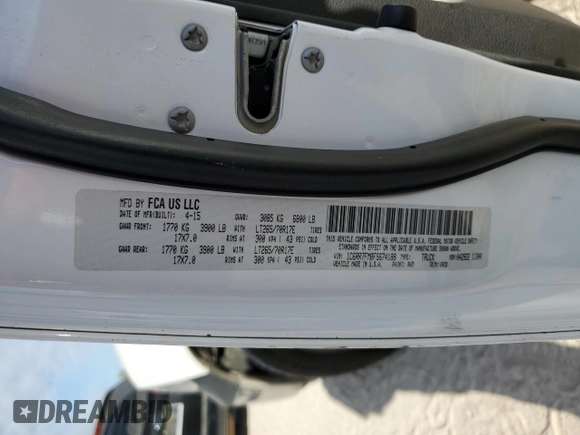 MFD BY FCA US LLC
DATE OF MFR(BUILT): 4-15 GVWR: 3085 KG 6800 LB
GAWR FRONT: 1770 KG 3900 LB WITH LT265/70R17E TIRES
17X7.0 RIMS AT 300 KPA ( 43 PSI) COLD
GAWR REAR: 1770 KG 3900 LB WITH LT265/70R17E TIRES
17X7.0 RIMS AT 300 KPA ( 43 PSI) COLD
THIS VEHICLE CONFORMS TO ALL APPLICABLE U.S.A. FEDERAL MOTOR VEHICLE SAFETY
STANDARDS IN EFFECT ON THE DATE OF MANUFACTURE SHOWN ABOVE.
TYPE: TRUCK
VEHICLE MADE IN U.S.A. PAINT: PW7
DREAMBID